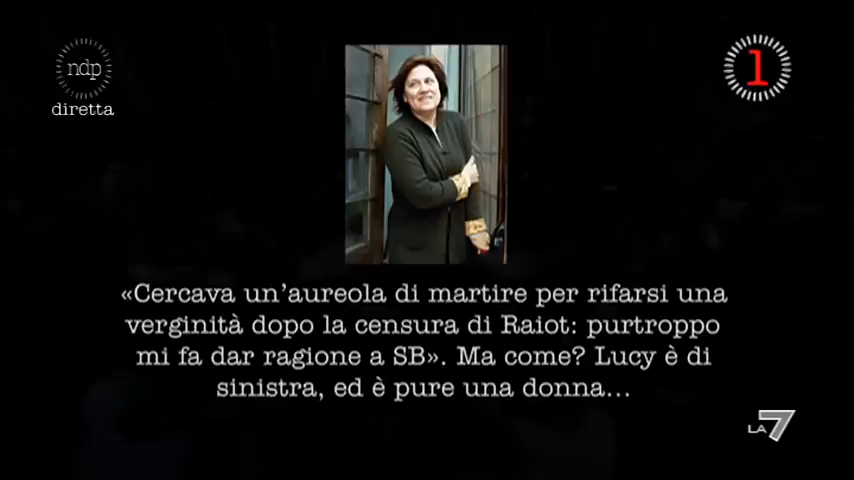 ndp
diretta
1
«Cercava un'aureola di martire per rifarsi una
verginità dopo la censura di Raiot: purtroppo
mi fa dar ragione a SB». Ma come? Lucy è di
sinistra, ed è pure una donna...
LA7